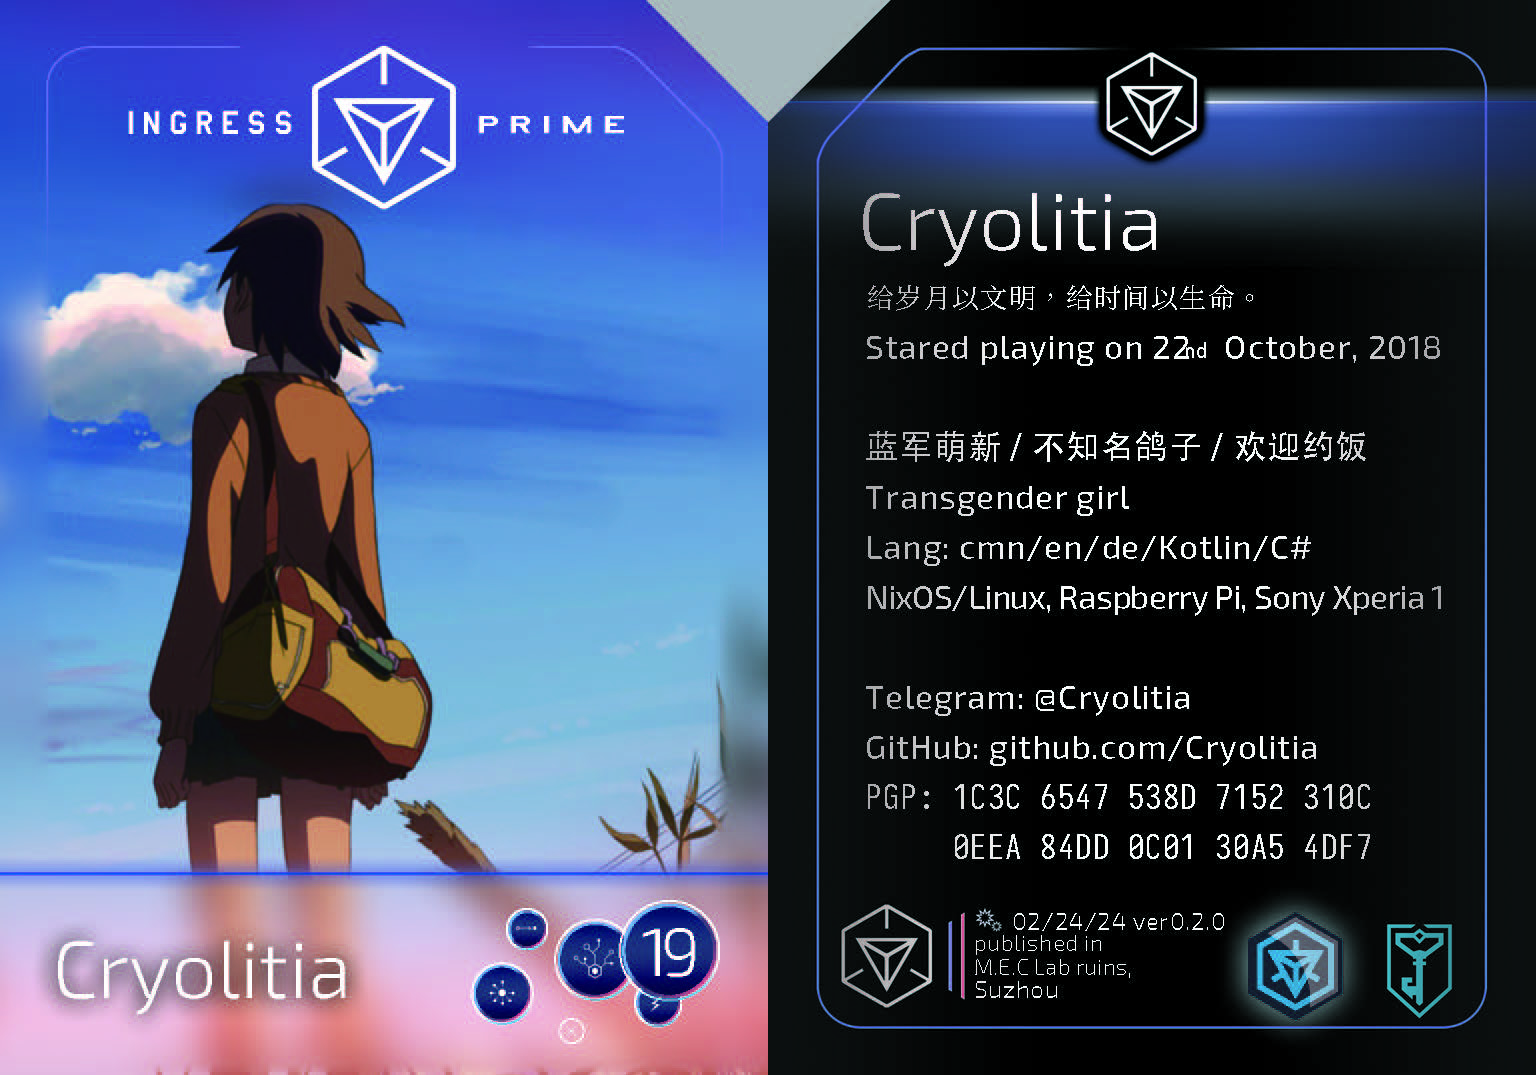 INGRESS PRIME
Cryolitia
19
Cryolitia
给岁月以文明，给时间以生命。
Stared playing on 22nd October, 2018
蓝军萌新 / 不知名鸽子 / 欢迎约饭
Transgender girl
Lang: cmn/en/de/Kotlin/C#
NixOS/Linux, Raspberry Pi, Sony Xperia 1
Telegram: @Cryolitia
GitHub: github.com/Cryolitia
PGP: 1C3C 6547 538D 7152 310C
0EEA 84DD 0C01 30A5 4DF7
02/24/24 ver0.2.0
published in
M.E.C Lab ruins,
Suzhou